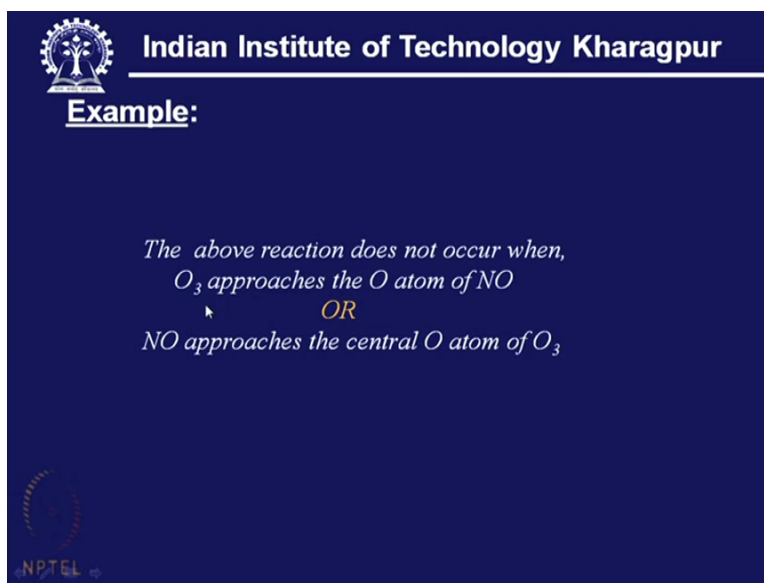 Indian Institute of Technology Kharagpur
Example:
The above reaction does not occur when,
O₃ approaches the O atom of NO
OR
NO approaches the central O atom of O₃
NPTEL